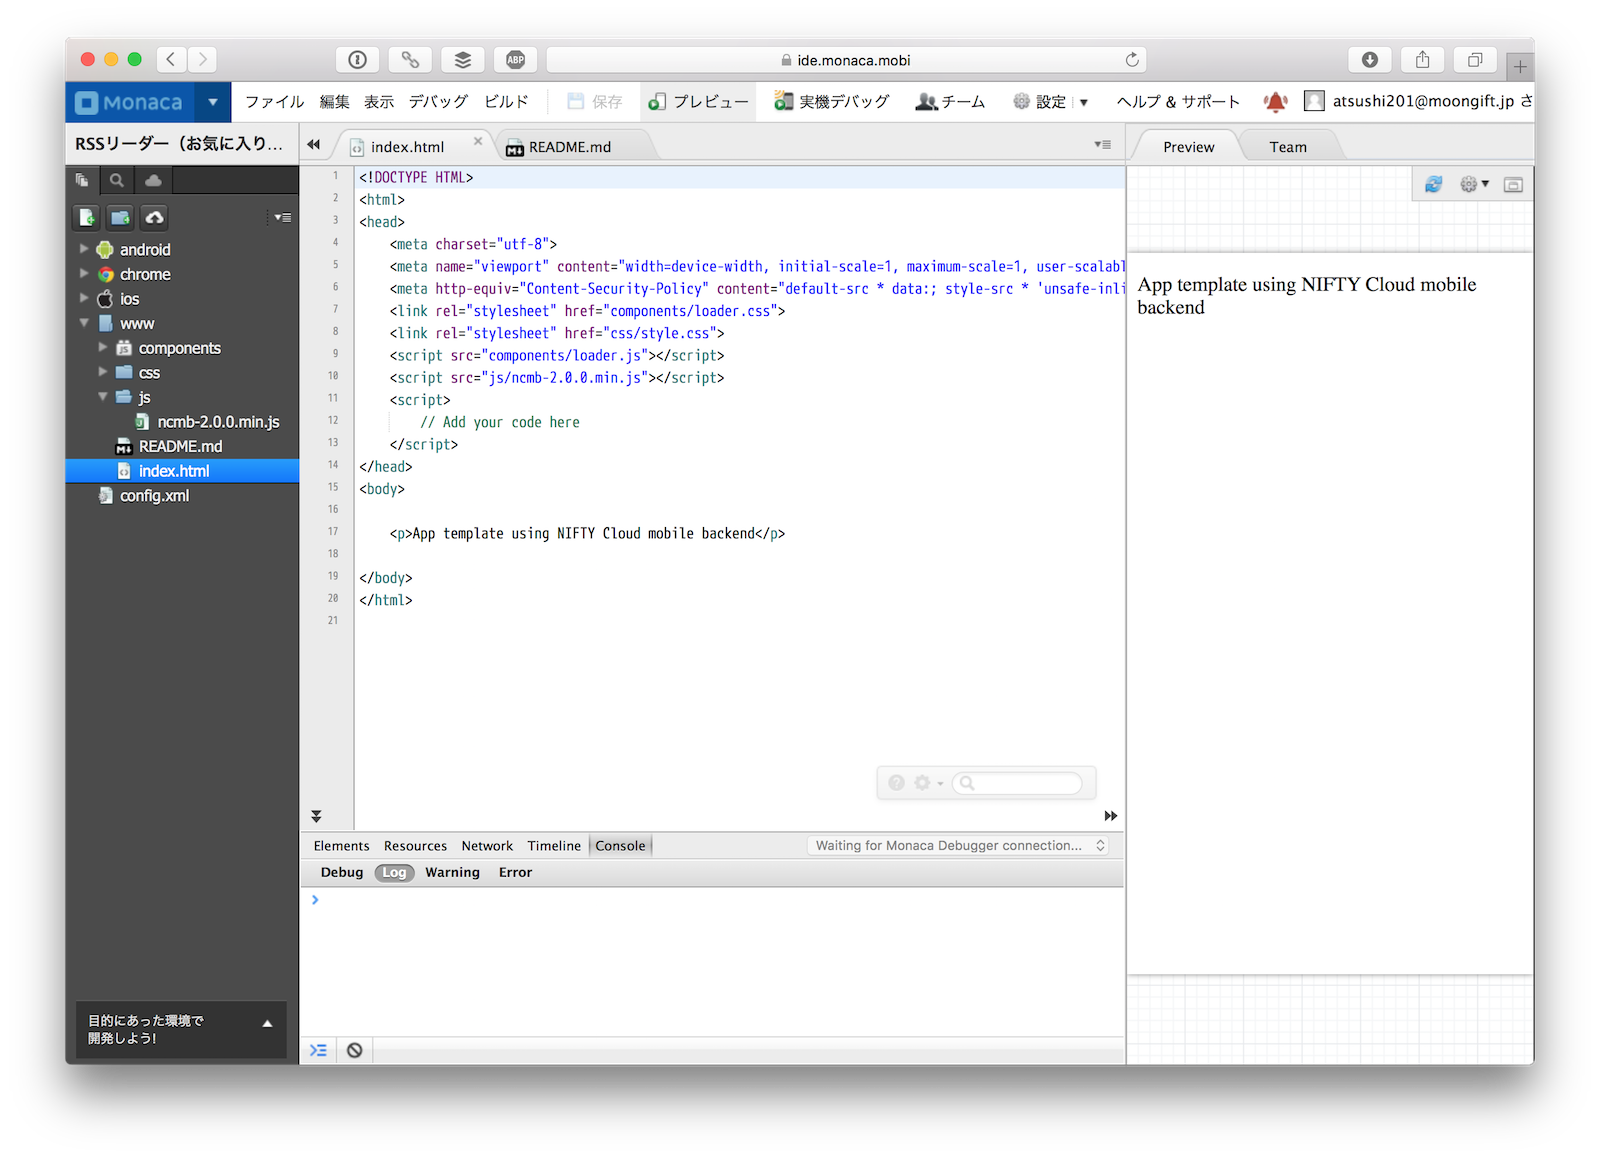 ABP
ide.monaca.mobi
Monaca
ファイル 編集 表示 デバッグ ビルド 保存 プレビュー 実機デバッグ チーム 設定 ヘルプ & サポート atsushi201@moongift.jp さ
RSSリーダー（お気に入り...
index.html
README.md
Preview
Team
android
chrome
ios
www
components
css
js
ncmb-2.0.0.min.js
README.md
index.html
config.xml
目的にあった環境で
開発しよう!
1 <!DOCTYPE HTML>
2 <html>
3 <head>
4 <meta charset="utf-8">
5 <meta name="viewport" content="width=device-width, initial-scale=1, maximum-scale=1, user-scalabl
6 <meta http-equiv="Content-Security-Policy" content="default-src * data:; style-src * 'unsafe-inli
7 <link rel="stylesheet" href="components/loader.css">
8 <link rel="stylesheet" href="css/style.css">
9 <script src="components/loader.js"></script>
10 <script src="js/ncmb-2.0.0.min.js"></script>
11 <script>
12 // Add your code here
13 </script>
14 </head>
15 <body>
16
17 <p>App template using NIFTY Cloud mobile backend</p>
18
19 </body>
20 </html>
21
Elements Resources Network Timeline Console Waiting for Monaca Debugger connection...
Debug Log Warning Error
App template using NIFTY Cloud mobile
backend